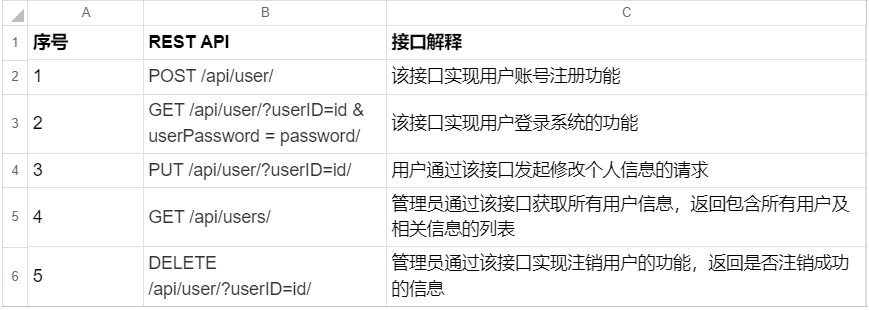 A B C
1 序号 REST API 接口解释
2 1 POST /api/user/ 该接口实现用户账号注册功能
GET /api/user/?userID=id &
3 2 该接口实现用户登录系统的功能
userPassword = password/
4 3 PUT /api/user/?userID=id/ 用户通过该接口发起修改个人信息的请求
管理员通过该接口获取所有用户信息，返回包含所有用户及
5 4 GET /api/users/
相关信息的列表
DELETE 管理员通过该接口实现注销用户的功能，返回是否注销成功
6 5
/api/user/?userID=id/ 的信息